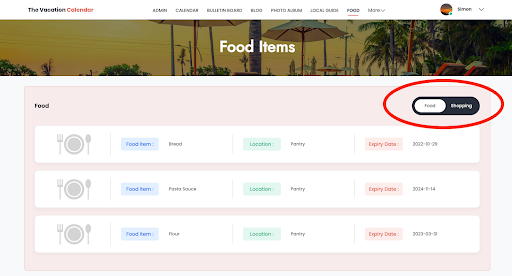 The Vacation Calendar
ADMIN CALENDAR BULLETIN BOARD BLOG PHOTO ALBUM LOCAL GUIDE FOOD More
Simon
Food Items
Food
Food Shopping
Food Item : Bread Location : Pantry Expiry Date : 2022-10-29
Food Item : Pasta Sauce Location : Pantry Expiry Date : 2024-11-14
Food Item : Flour Location : Pantry Expiry Date : 2023-03-31